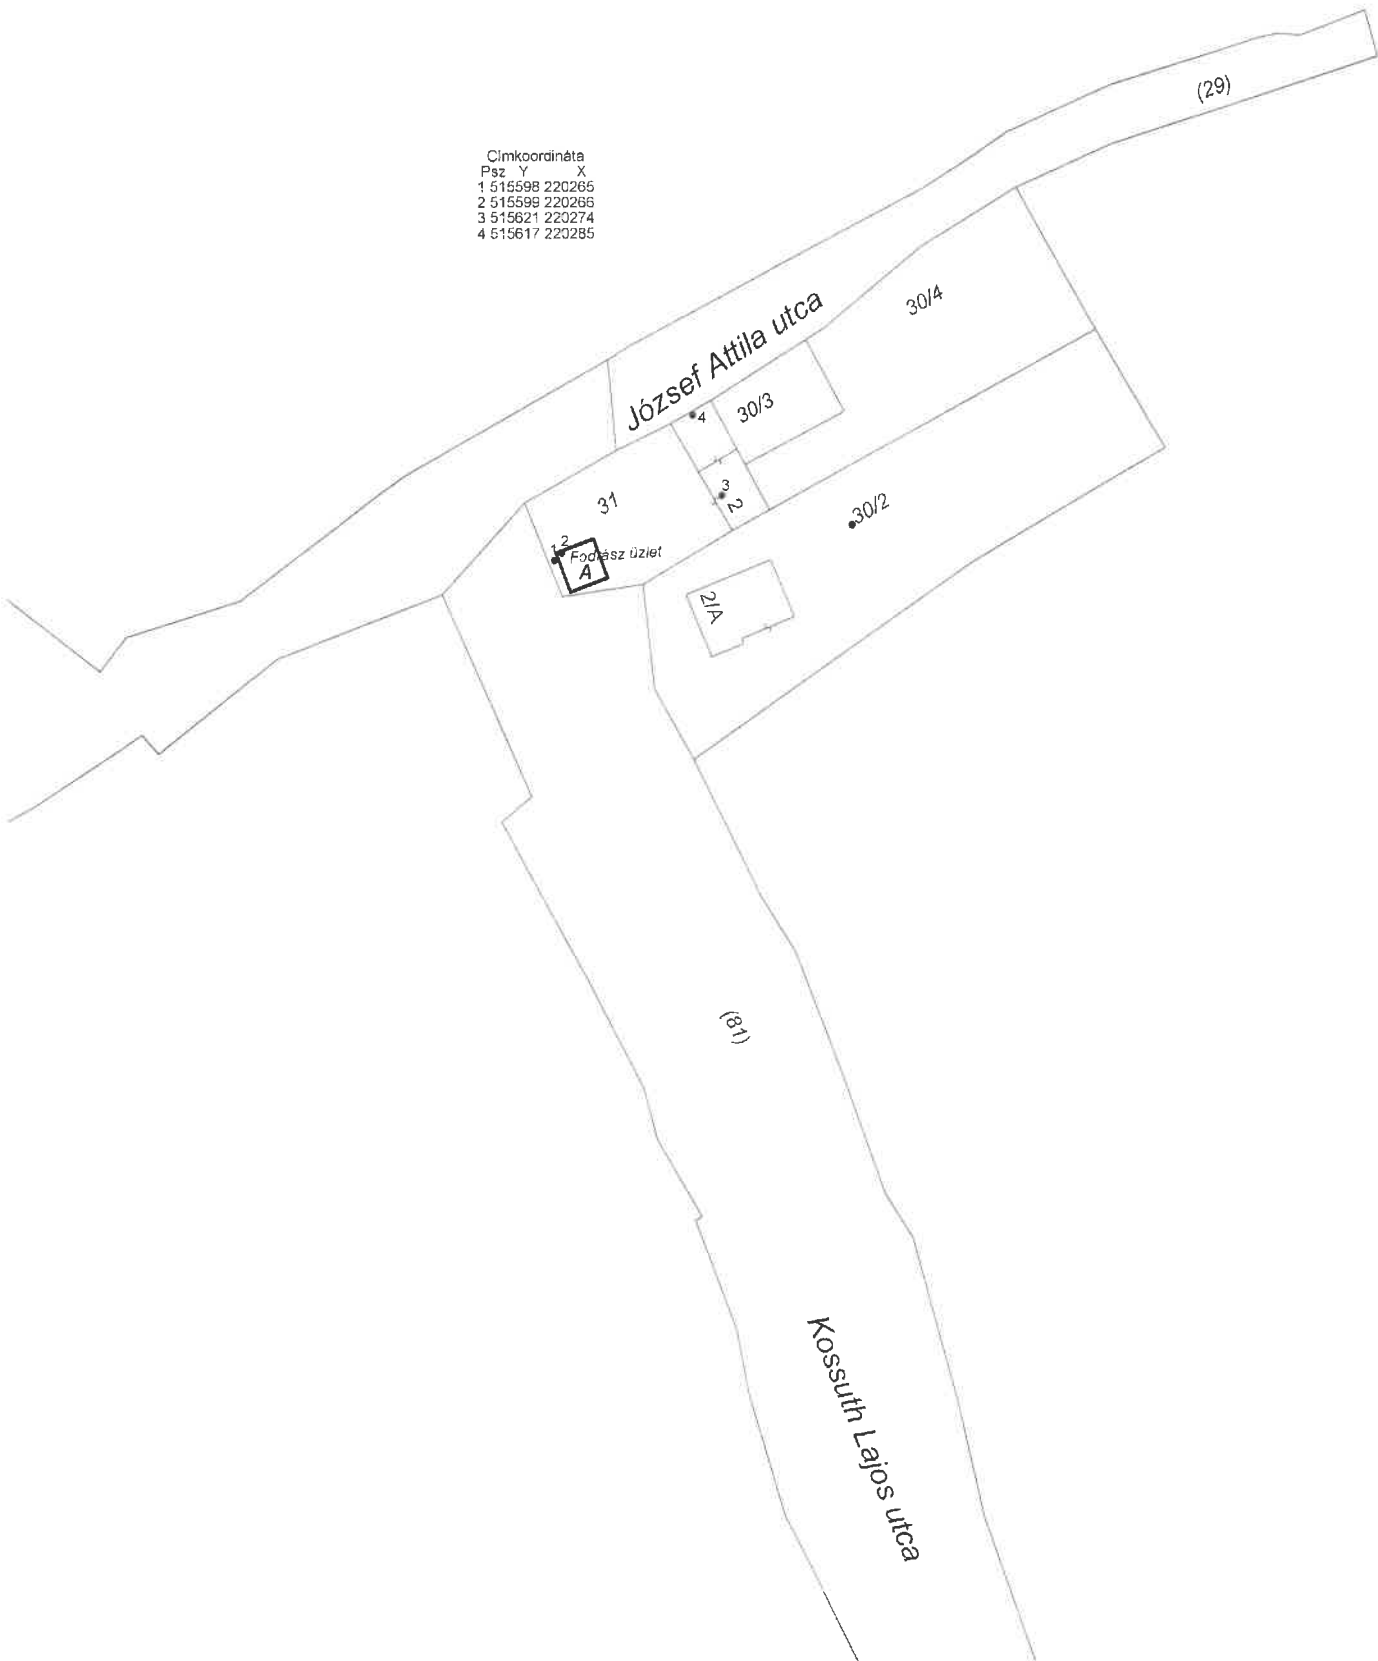 (29)
Címkoordináta
Psz Y X
1 515598 220265
2 515599 220266
3 515621 220274
4 515617 220285
József Attila utca
30/4
30/3
4
31
3
2
30/2
1 2
Fodrász üzlet
A
2/A
(81)
Kossuth Lajos utca